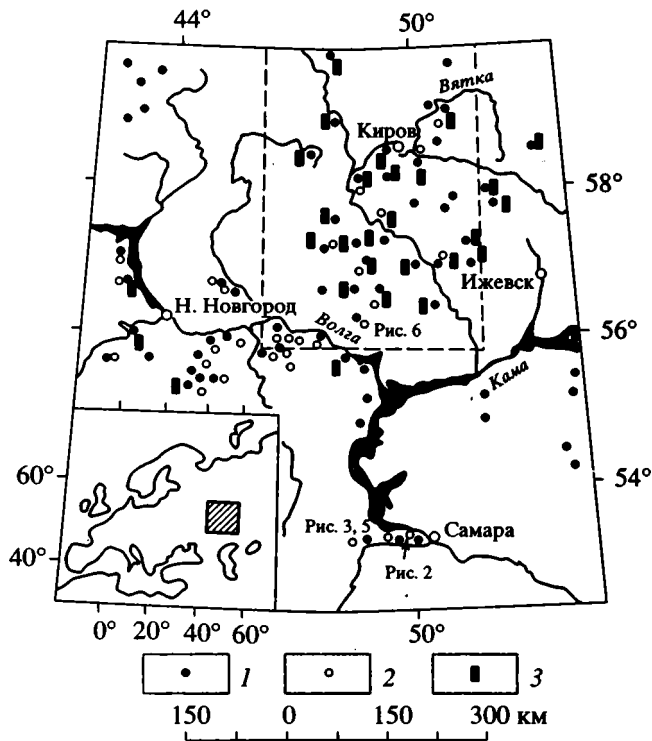 44° 50°
Вятка
Киров
58°
Ижевск
Н. Новгород
Волга
Рис. 6
56°
Кама
60°
54°
Рис. 3, 5
Самара
Рис. 2
40°
0° 20° 40° 60° 50°
1 2 3
150 0 150 300 км